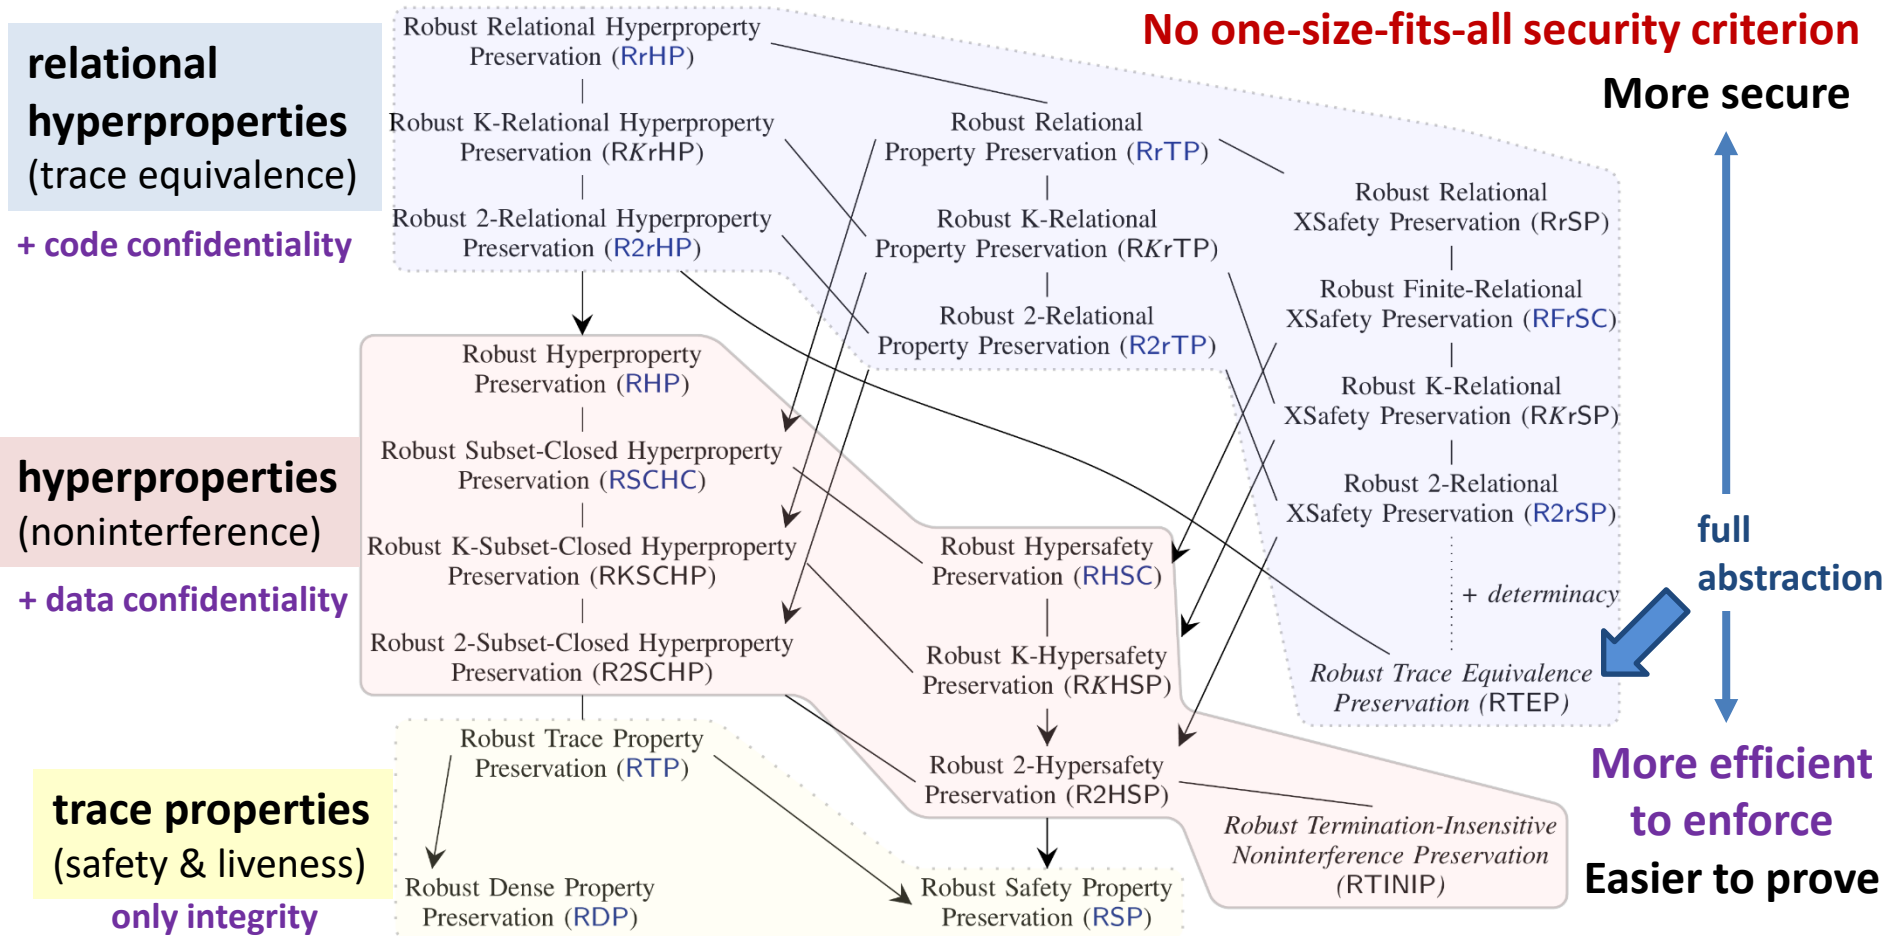 No one-size-fits-all security criterion
More secure
full
abstraction
More efficient
to enforce
Easier to prove
relational
hyperproperties
(trace equivalence)
+ code confidentiality
hyperproperties
(noninterference)
+ data confidentiality
trace properties
(safety & liveness)
only integrity
Robust Relational Hyperproperty
Preservation (RrHP)
Robust K-Relational Hyperproperty
Preservation (RKrHP)
Robust 2-Relational Hyperproperty
Preservation (R2rHP)
Robust Relational
Property Preservation (RrTP)
Robust K-Relational
Property Preservation (RKrTP)
Robust 2-Relational
Property Preservation (R2rTP)
Robust Relational
XSafety Preservation (RrSP)
Robust Finite-Relational
XSafety Preservation (RFrSC)
Robust K-Relational
XSafety Preservation (RKrSP)
Robust 2-Relational
XSafety Preservation (R2rSP)
+ determinacy
Robust Trace Equivalence
Preservation (RTEP)
Robust Hyperproperty
Preservation (RHP)
Robust Subset-Closed Hyperproperty
Preservation (RSCHC)
Robust K-Subset-Closed Hyperproperty
Preservation (RKSCHP)
Robust 2-Subset-Closed Hyperproperty
Preservation (R2SCHP)
Robust Hypersafety
Preservation (RHSC)
Robust K-Hypersafety
Preservation (RKHSP)
Robust 2-Hypersafety
Preservation (R2HSP)
Robust Termination-Insensitive
Noninterference Preservation
(RTINIP)
Robust Trace Property
Preservation (RTP)
Robust Dense Property
Preservation (RDP)
Robust Safety Property
Preservation (RSP)